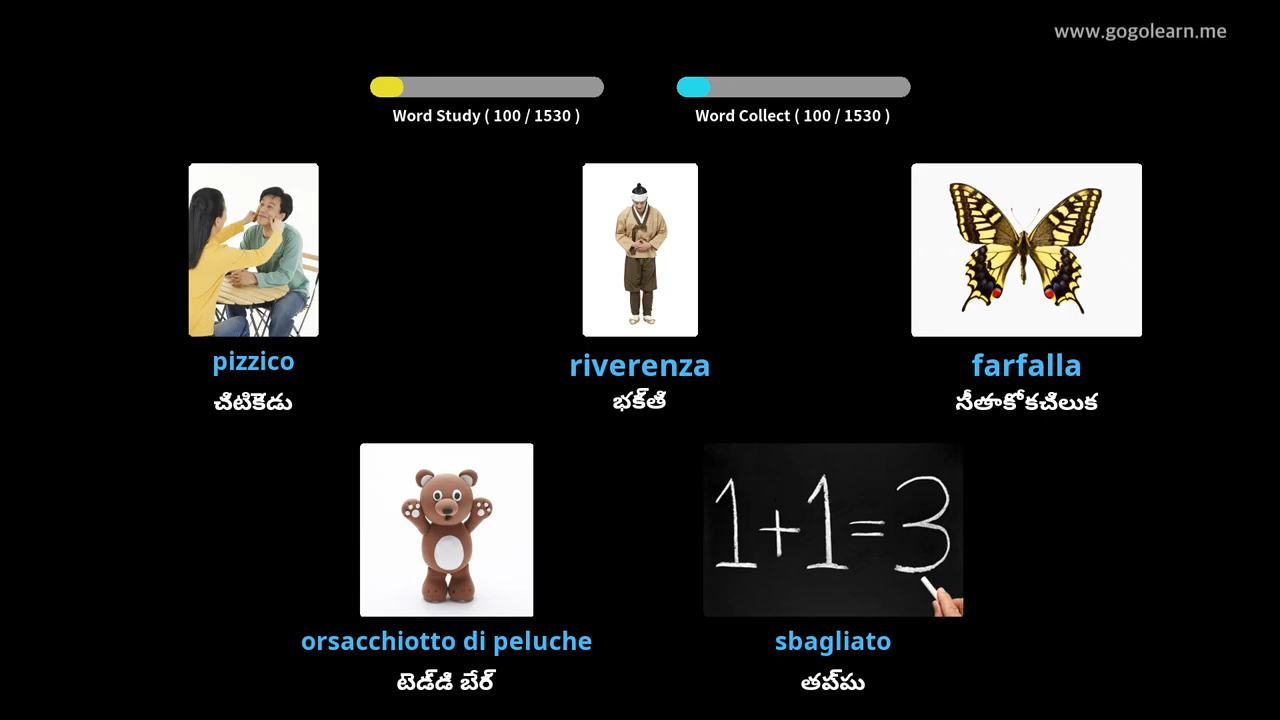 www.gogolearn.me
Word Study ( 100 / 1530 )
Word Collect ( 100 / 1530 )
pizzico
riverenza
farfalla
చిటికెడు
భక్తి
సీతాకోకచిలుక
1+1=3
orsacchiotto di peluche
sbagliato
టెడ్డి బేర్
తప్పు